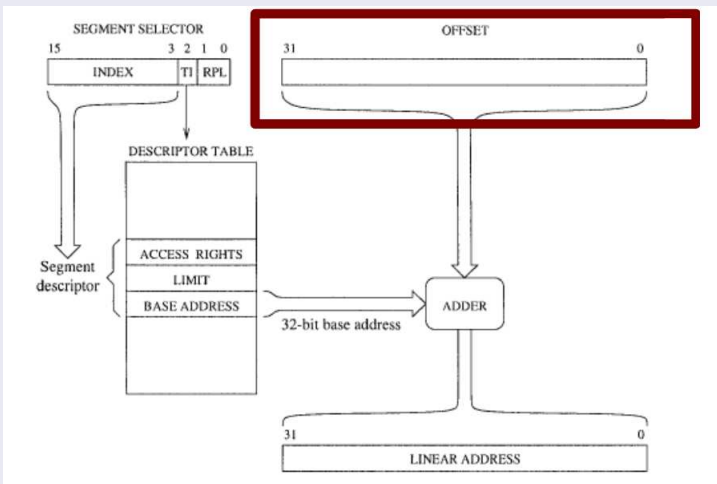 SEGMENT SELECTOR
OFFSET
15 3 2 1 0
31 0
INDEX TI RPL
DESCRIPTOR TABLE
ACCESS RIGHTS
Segment
descriptor
LIMIT
BASE ADDRESS
ADDER
32-bit base address
31 0
LINEAR ADDRESS